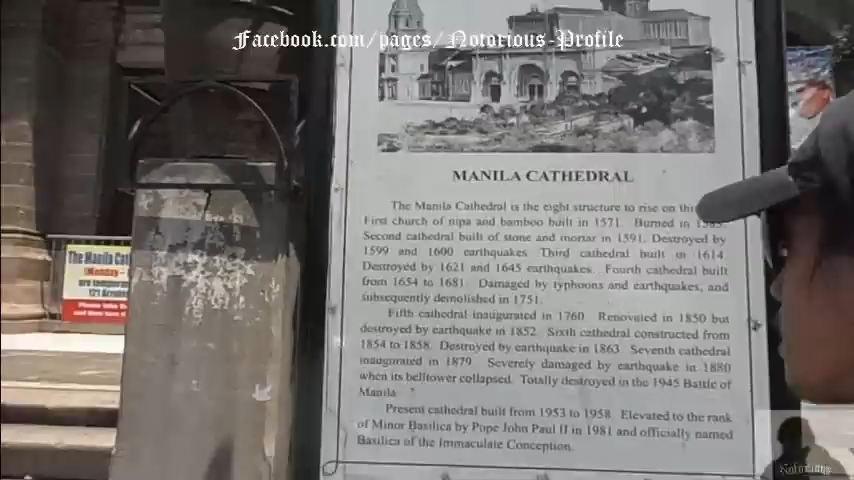 Facebook.com/pages/Notorious-Profile
MANILA CATHEDRAL
The Manila Cathedral is the eight structure to rise on
First church of nipa and bamboo built in 1571. Burned in
Second cathedral built of stone and mortar in 1591. Destroyed by
1599 and 1600 earthquakes. Third cathedral built in 1614.
Destroyed by 1621 and 1645 earthquakes. Fourth cathedral built
from 1654 to 1681. Damaged by typhoons and earthquakes, and
subsequently demolished in 1751.
Fifth cathedral inaugurated in 1760. Renovated in 1850 but
destroyed by earthquake in 1852. Sixth cathedral constructed from
1854 to 1858. Destroyed by earthquake in 1863. Seventh cathedral
inaugurated in 1879. Severely damaged by earthquake in 1880
when its belltower collapsed. Totally destroyed in the 1945 Battle of
Manila.
Present cathedral built from 1953 to 1958. Elevated to the rank
of Minor Basilica by Pope John Paul II in 1981 and officially named
Basilica of the Immaculate Conception.
The Manila
(Monday -